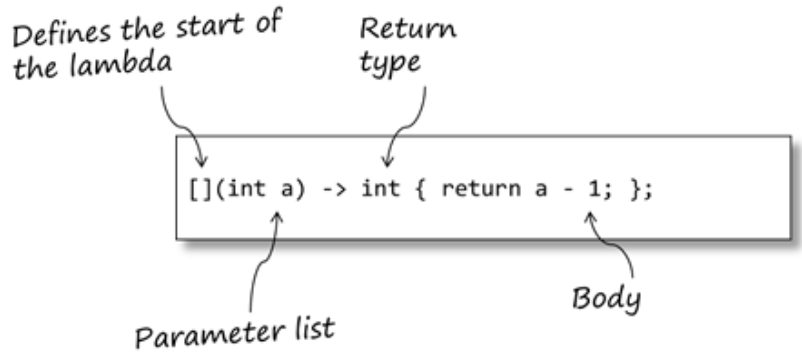 Defines the start of
the lambda
Return
type
[](int a) -> int { return a - 1; };
Parameter list
Body